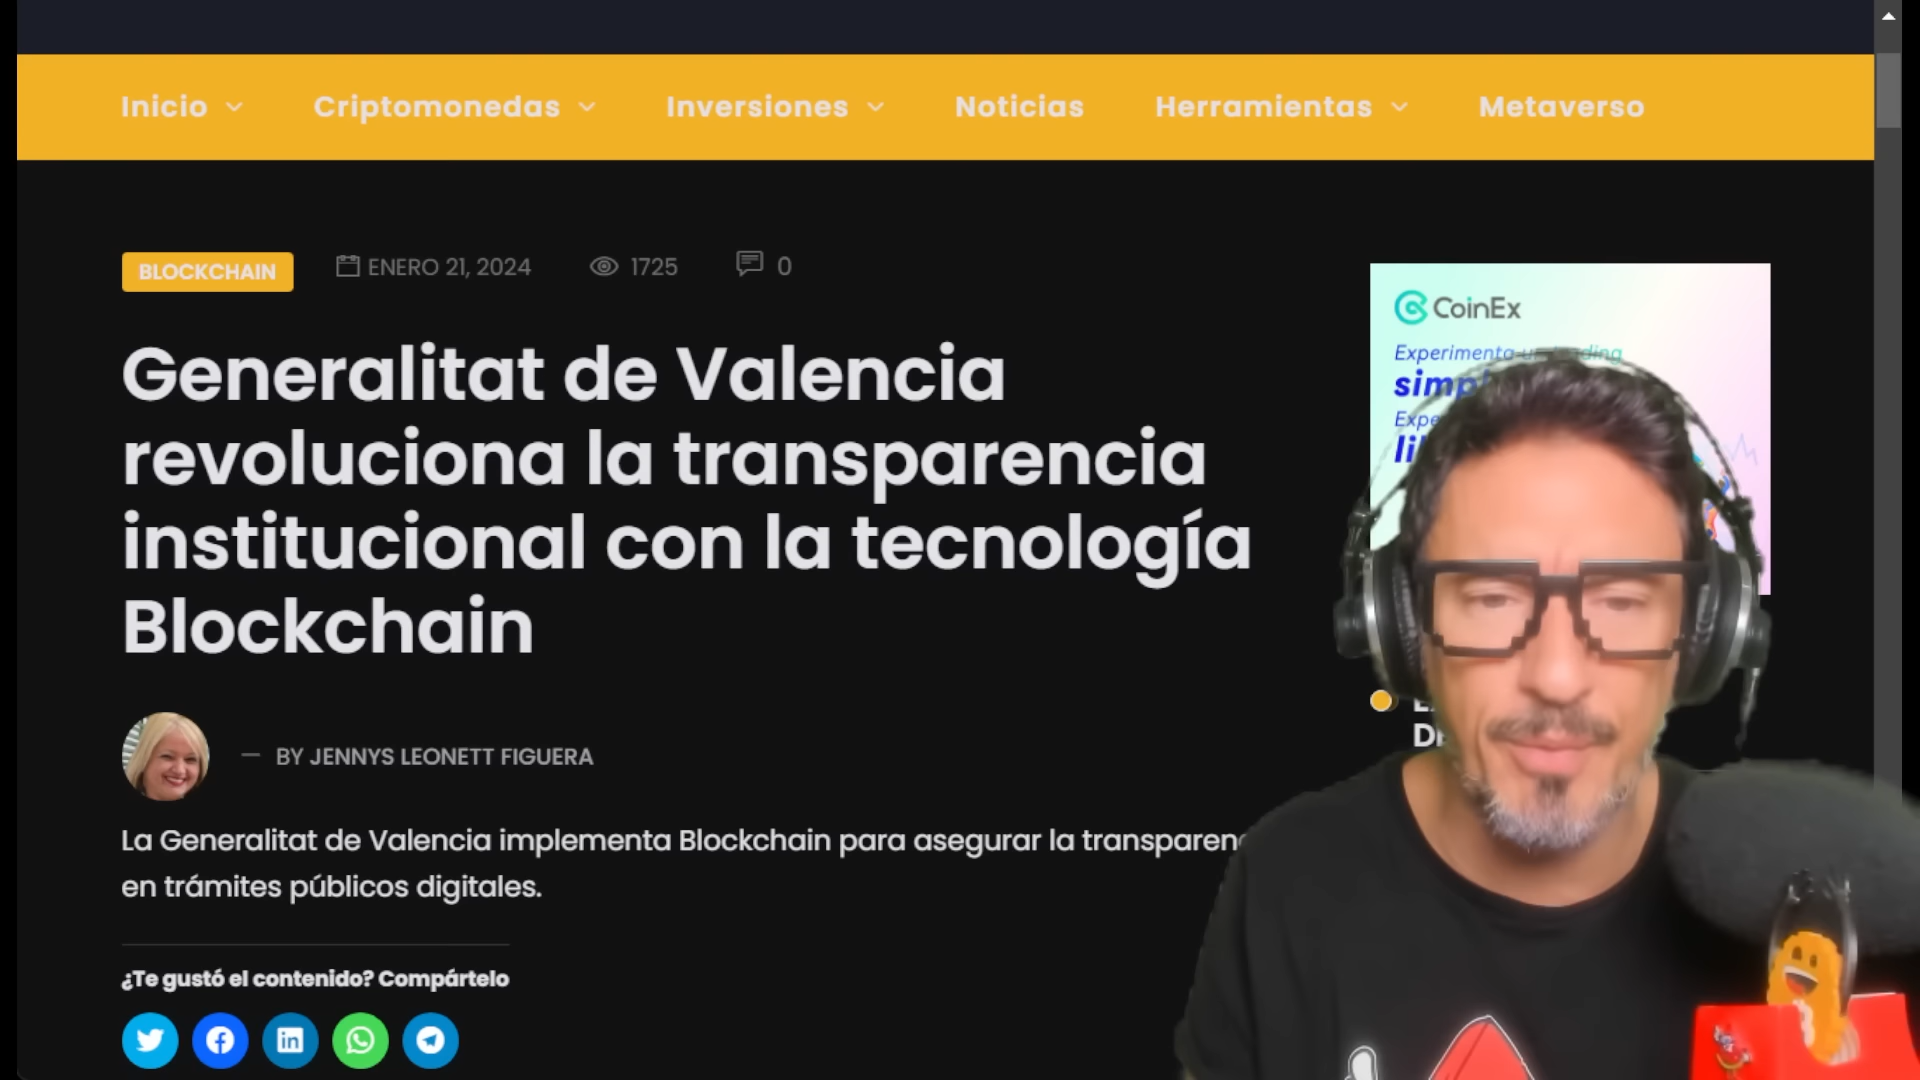 Inicio Criptomonedas Inversiones Noticias Herramientas Metaverso
BLOCKCHAIN ENERO 21, 2024 1725 0
Generalitat de Valencia
revoluciona la transparencia
institucional con la tecnología
Blockchain
BY JENNYS LEONETT FIGUERA
La Generalitat de Valencia implementa Blockchain para asegurar la
en trámites públicos digitales.
¿Te gustó el contenido? Compártelo
CoinEx
Experimenta